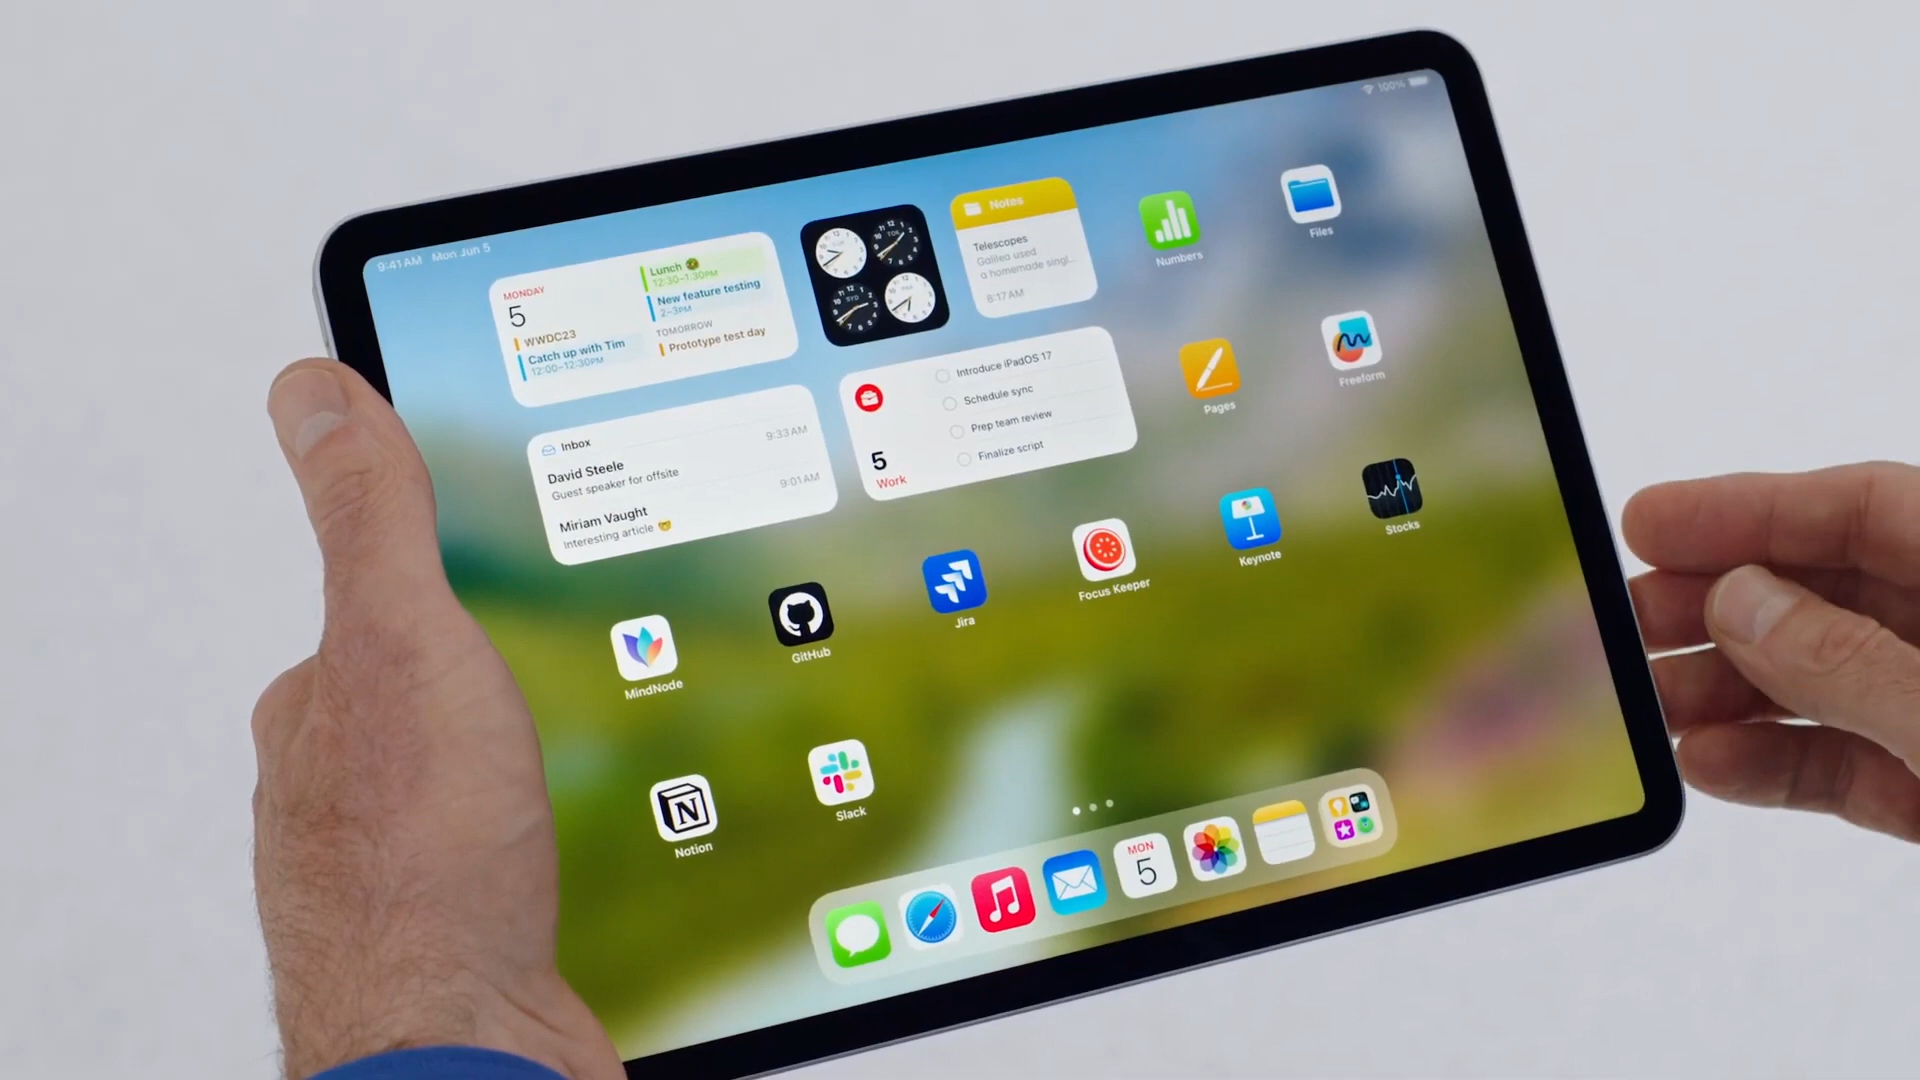 9:41 AM Mon Jun 5
100%
MONDAY
5
WWDC23
Catch up with Tim
12:00–12:30PM
Lunch
12:30–1:30PM
New feature testing
2–3PM
TOMORROW
Prototype test day
Notes
Telescopes
Galileo used
a homemade singl...
8:17 AM
Numbers
Files
Inbox
9:33 AM
David Steele
Guest speaker for offsite
9:01 AM
Miriam Vaught
Interesting article
5
Work
Introduce iPadOS 17
Schedule sync
Prep team review
Finalize script
Pages
Freeform
MindNode
GitHub
Jira
Focus Keeper
Keynote
Stocks
Notion
Slack
MON
5